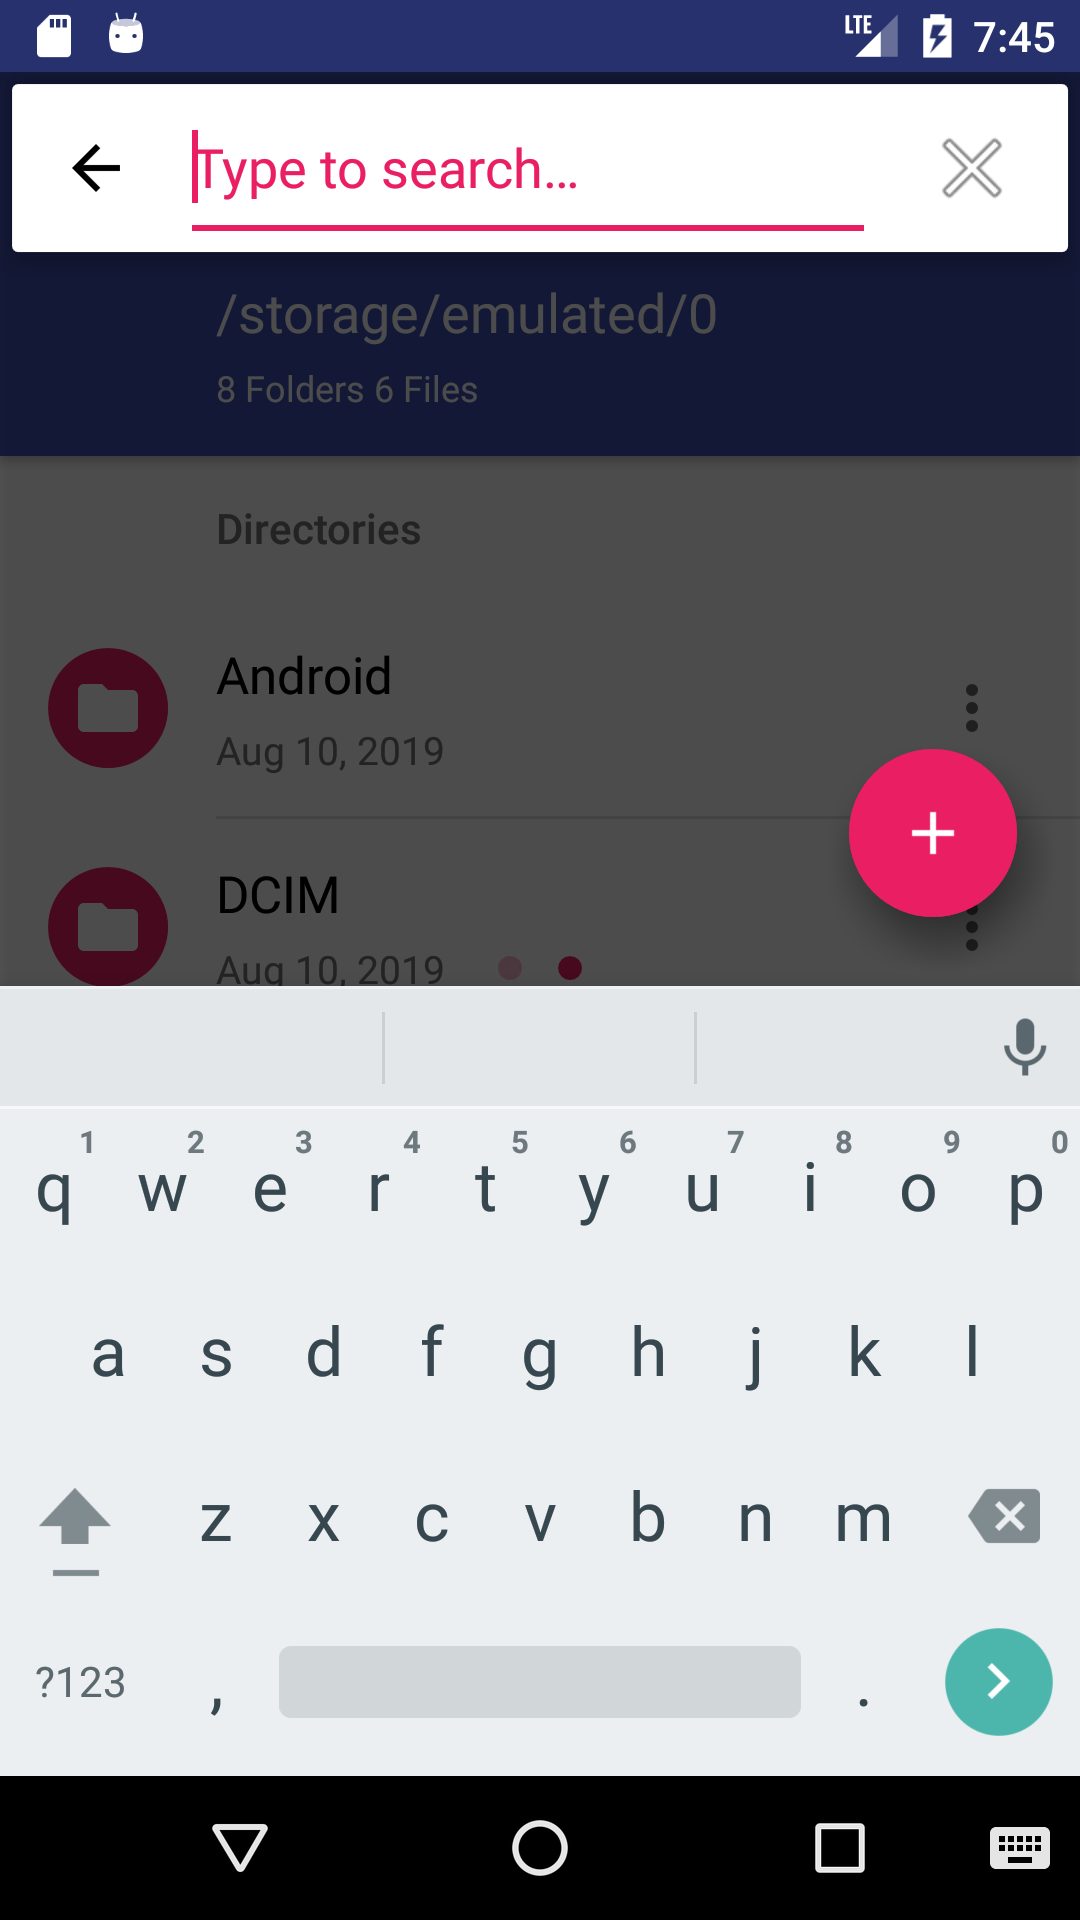 LTE 7:45
Type to search...
/storage/emulated/0
8 Folders 6 Files
Directories
Android
Aug 10, 2019
DCIM
Aug 10, 2019
1 2 3 4 5 6 7 8 9 0
q w e r t y u i o p
a s d f g h j k l
z x c v b n m
?123 , .